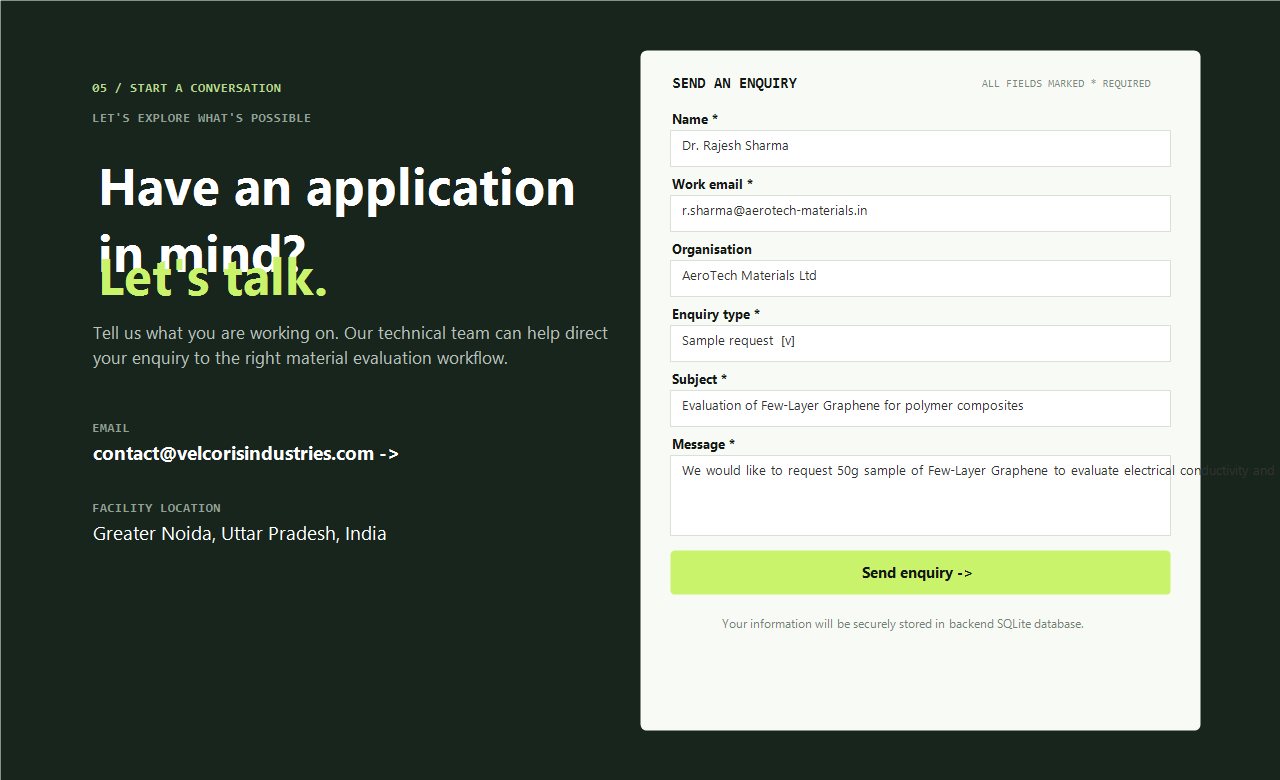 05 / START A CONVERSATION
LET'S EXPLORE WHAT'S POSSIBLE
Have an application
in mind?
Let's talk.
Tell us what you are working on. Our technical team can help direct
your enquiry to the right material evaluation workflow.
EMAIL
contact@velcorisindustries.com ->
FACILITY LOCATION
Greater Noida, Uttar Pradesh, India
SEND AN ENQUIRY
ALL FIELDS MARKED * REQUIRED
Name *
Dr. Rajesh Sharma
Work email *
r.sharma@aerotech-materials.in
Organisation
AeroTech Materials Ltd
Enquiry type *
Sample request [v]
Subject *
Evaluation of Few-Layer Graphene for polymer composites
Message *
We would like to request 50g sample of Few-Layer Graphene to evaluate electrical conductivity and
Send enquiry ->
Your information will be securely stored in backend SQLite database.